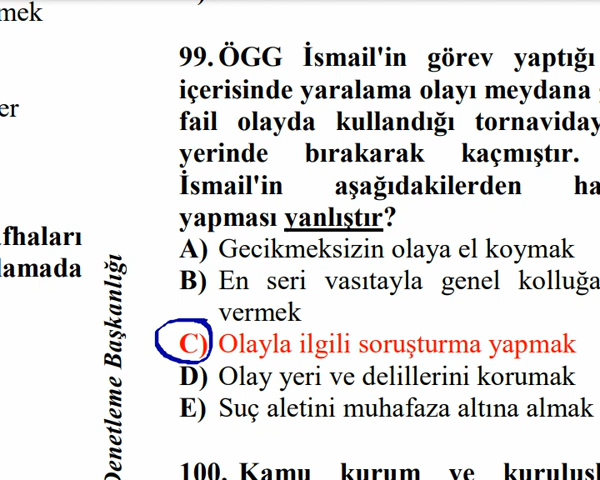 mek
er
fhaları
lamada
Denetleme Başkanlığı
99. ÖGG İsmail'in görev yaptığı
içerisinde yaralama olayı meydana
fail olayda kullandığı tornaviday
yerinde bırakarak kaçmıştır.
İsmail'in aşağıdakilerden ha
yapması yanlıştır?
A) Gecikmeksizin olaya el koymak
B) En seri vasıtayla genel kolluğa
vermek
C) Olayla ilgili soruşturma yapmak
D) Olay yeri ve delillerini korumak
E) Suç aletini muhafaza altına almak
100. Kamu kurum ve kuruluş